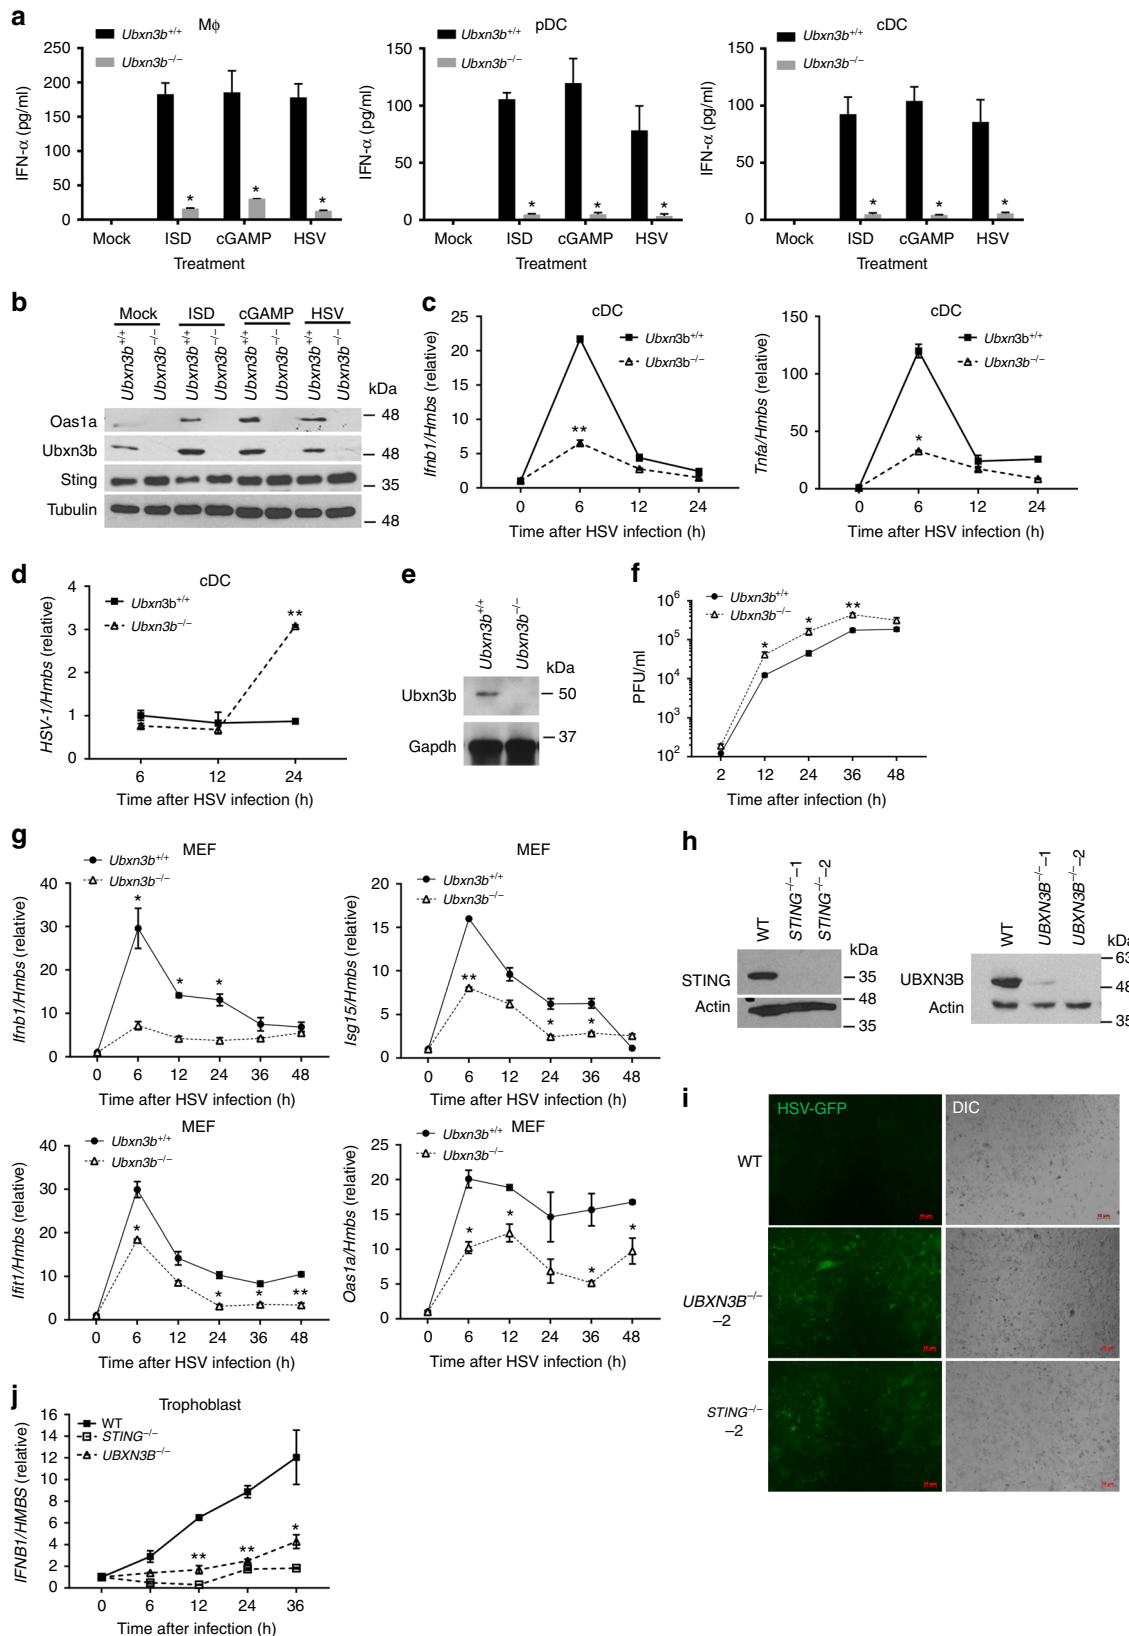 a
Mϕ
Ubxn3b+/+
Ubxn3b−/−
IFN-α (pg/ml)
250
200
150
100
50
0
Mock ISD cGAMP HSV
Treatment
pDC
Ubxn3b+/+
Ubxn3b−/−
IFN-α (pg/ml)
150
100
50
0
Mock ISD cGAMP HSV
Treatment
cDC
Ubxn3b+/+
Ubxn3b−/−
IFN-α (pg/ml)
150
100
50
0
Mock ISD cGAMP HSV
Treatment
* * *
* * *
* * *
b
Mock ISD cGAMP HSV
Ubxn3b+/+ Ubxn3b−/− Ubxn3b+/+ Ubxn3b−/− Ubxn3b+/+ Ubxn3b−/− Ubxn3b+/+ Ubxn3b−/−
kDa
Oas1a 48
Ubxn3b 48
Sting 35
Tubulin
48
c
cDC
Ubxn3b+/+
Ubxn3b−/−
Ifnb1/Hmbs (relative)
25
20
15
10
5
0
**
0 6 12 24
Time after HSV infection (h)
cDC
Ubxn3b+/+
Ubxn3b−/−
Tnfa/Hmbs (relative)
150
100
50
0
*
0 6 12 24
Time after HSV infection (h)
d
cDC
Ubxn3b+/+
Ubxn3b−/−
HSV-1/Hmbs (relative)
4
3
2
1
0
**
6 12 24
Time after HSV infection (h)
e
Ubxn3b+/+ Ubxn3b−/−
kDa
Ubxn3b 50
37
Gapdh
f
Ubxn3b+/+
Ubxn3b−/−
PFU/ml
10^6
10^5
10^4
10^3
10^2
* * **
2 12 24 36 48
Time after infection (h)
g
MEF
Ubxn3b+/+
Ubxn3b−/−
Ifnb1/Hmbs (relative)
40
30
20
10
0
* * *
0 6 12 24 36 48
Time after HSV infection (h)
MEF
Ubxn3b+/+
Ubxn3b−/−
Isg15/Hmbs (relative)
20
15
10
5
0
** * *
0 6 12 24 36 48
Time after HSV infection (h)
MEF
Ubxn3b+/+
Ubxn3b−/−
Ifit1/Hmbs (relative)
40
30
20
10
0
* * * **
0 6 12 24 36 48
Time after HSV infection (h)
MEF
Ubxn3b+/+
Ubxn3b−/−
Oas1a/Hmbs (relative)
25
20
15
10
5
0
* * * *
0 6 12 24 36 48
Time after HSV infection (h)
h
WT STING−/−–1 STING−/−–2
kDa
STING 35
Actin 48
35
WT UBXN3B−/−–1 UBXN3B−/−–2
kDa
63
UBXN3B 48
Actin
35
i
HSV-GFP DIC
WT
UBXN3B−/−
–2
STING−/−
–2
j
Trophoblast
WT
STING−/−
UBXN3B−/−
IFNB1/HMBS (relative)
16
14
12
10
8
6
4
2
0
** ** *
0 6 12 24 36
Time after infection (h)